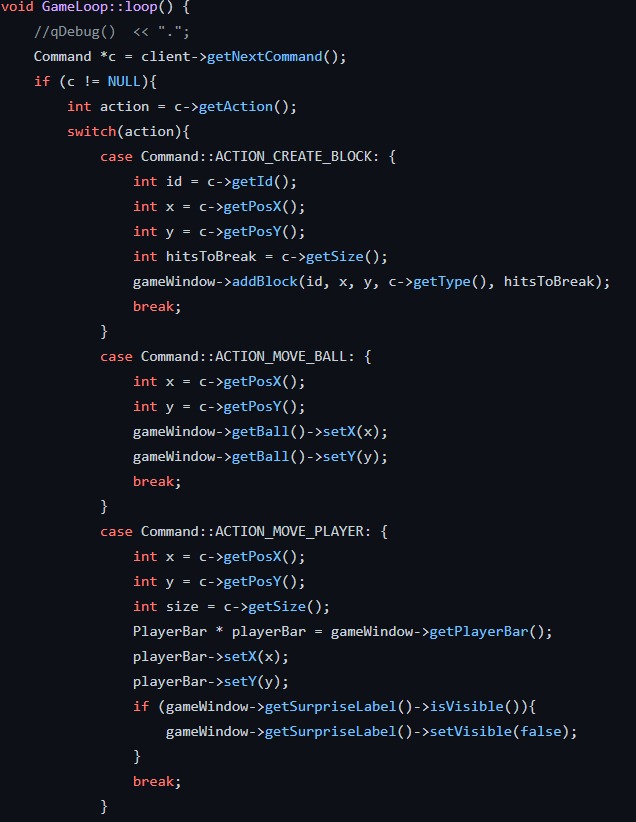 void GameLoop::loop() {
    //qDebug()  << ".";
    Command *c = client->getNextCommand();
    if (c != NULL){
        int action = c->getAction();
        switch(action){
            case Command::ACTION_CREATE_BLOCK: {
                int id = c->getId();
                int x = c->getPosX();
                int y = c->getPosY();
                int hitsToBreak = c->getSize();
                gameWindow->addBlock(id, x, y, c->getType(), hitsToBreak);
                break;
            }
            case Command::ACTION_MOVE_BALL: {
                int x = c->getPosX();
                int y = c->getPosY();
                gameWindow->getBall()->setX(x);
                gameWindow->getBall()->setY(y);
                break;
            }
            case Command::ACTION_MOVE_PLAYER: {
                int x = c->getPosX();
                int y = c->getPosY();
                int size = c->getSize();
                PlayerBar * playerBar = gameWindow->getPlayerBar();
                playerBar->setX(x);
                playerBar->setY(y);
                if (gameWindow->getSurpriseLabel()->isVisible()){
                    gameWindow->getSurpriseLabel()->setVisible(false);
                }
                break;
            }